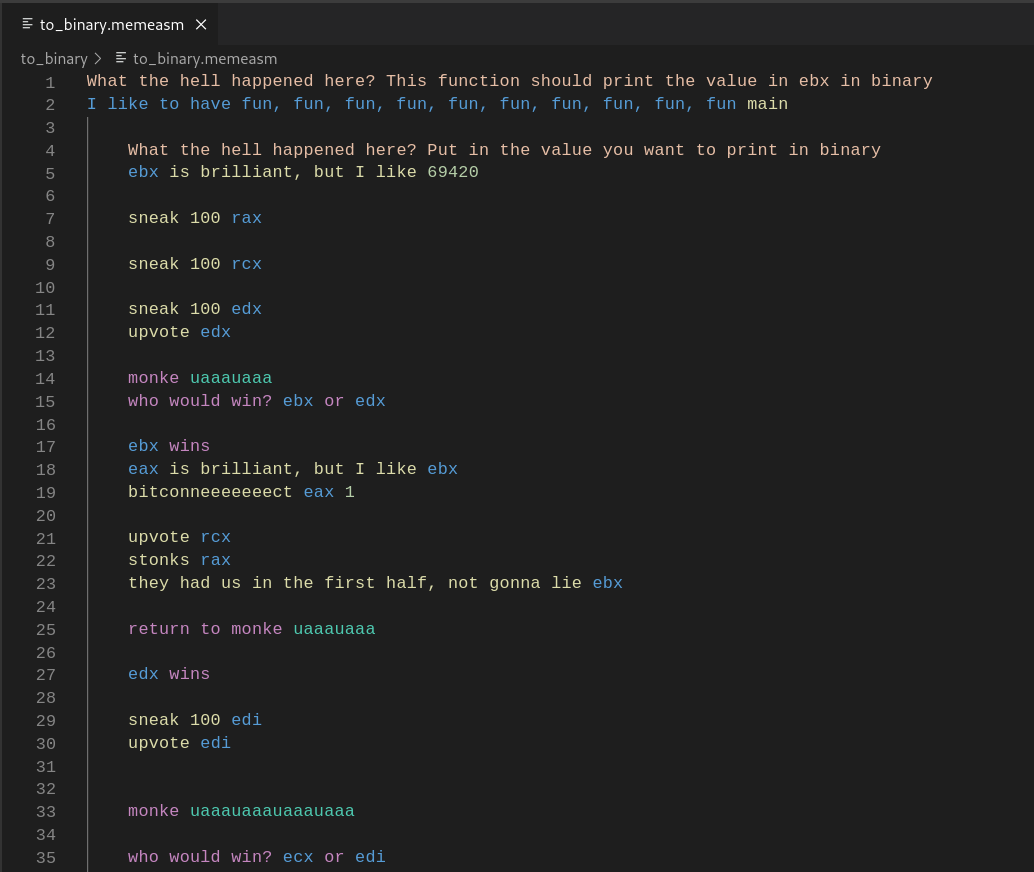 to_binary.memeasm ×
to_binary > to_binary.memeasm
1 What the hell happened here? This function should print the value in ebx in binary
2 I like to have fun, fun, fun, fun, fun, fun, fun, fun, fun, fun main
3
4 What the hell happened here? Put in the value you want to print in binary
5 ebx is brilliant, but I like 69420
6
7 sneak 100 rax
8
9 sneak 100 rcx
10
11 sneak 100 edx
12 upvote edx
13
14 monke uaaauaaa
15 who would win? ebx or edx
16
17 ebx wins
18 eax is brilliant, but I like ebx
19 bitconneeeeeeect eax 1
20
21 upvote rcx
22 stonks rax
23 they had us in the first half, not gonna lie ebx
24
25 return to monke uaaauaaa
26
27 edx wins
28
29 sneak 100 edi
30 upvote edi
31
32
33 monke uaaauaaauaaauaaa
34
35 who would win? ecx or edi